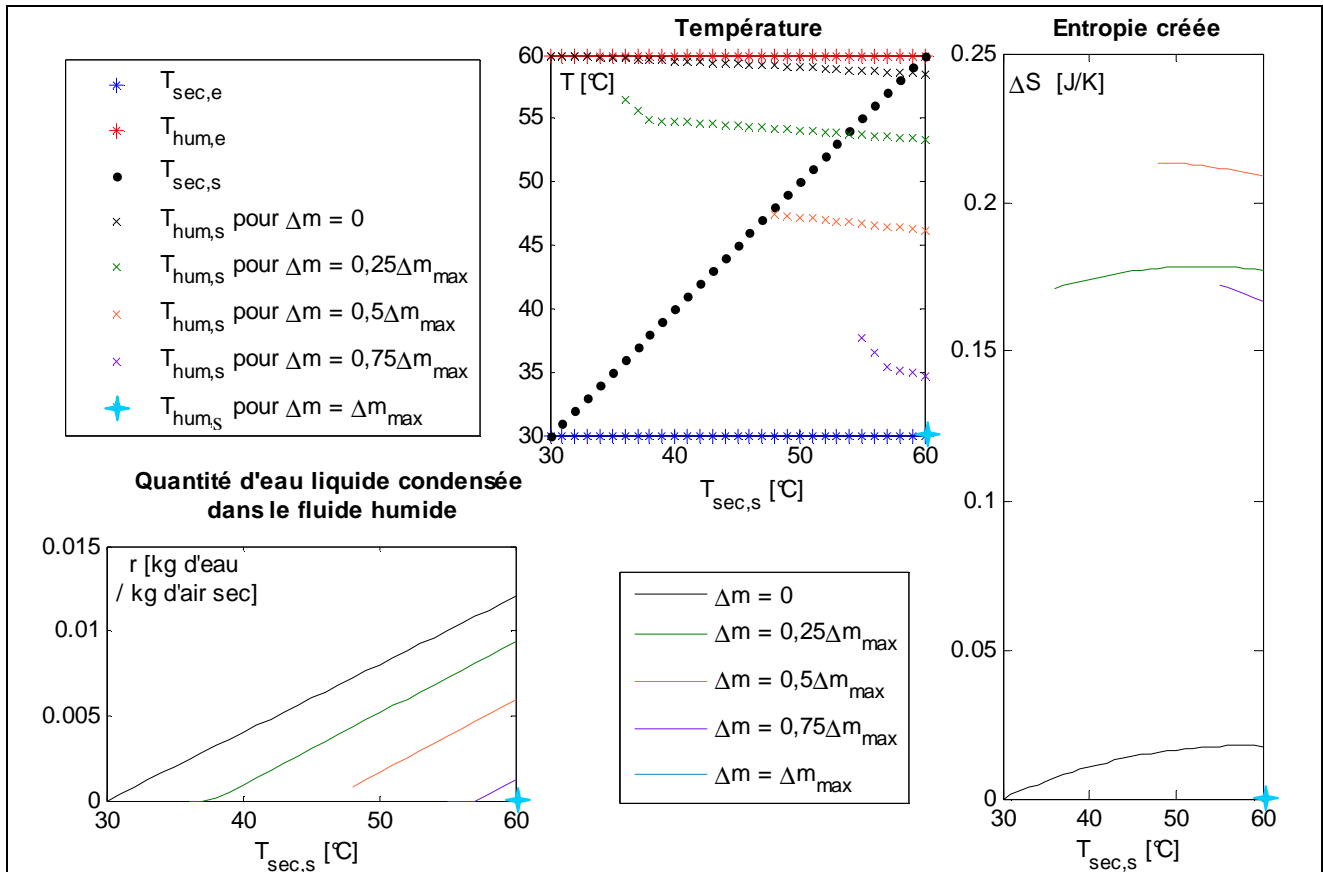 T_sec,e
T_hum,e
T_sec,s
T_hum,s pour Δm = 0
T_hum,s pour Δm = 0,25Δm_max
T_hum,s pour Δm = 0,5Δm_max
T_hum,s pour Δm = 0,75Δm_max
T_hum,s pour Δm = Δm_max
Température
T [°C]
60
55
50
45
40
35
30
30 40 50 60
T_sec,s [°C]
Entropie créée
ΔS [J/K]
0.25
0.2
0.15
0.1
0.05
0
30 40 50 60
T_sec,s [°C]
Quantité d'eau liquide condensée
dans le fluide humide
r [kg d'eau
/ kg d'air sec]
0.015
0.01
0.005
0
30 40 50 60
T_sec,s [°C]
Δm = 0
Δm = 0,25Δm_max
Δm = 0,5Δm_max
Δm = 0,75Δm_max
Δm = Δm_max